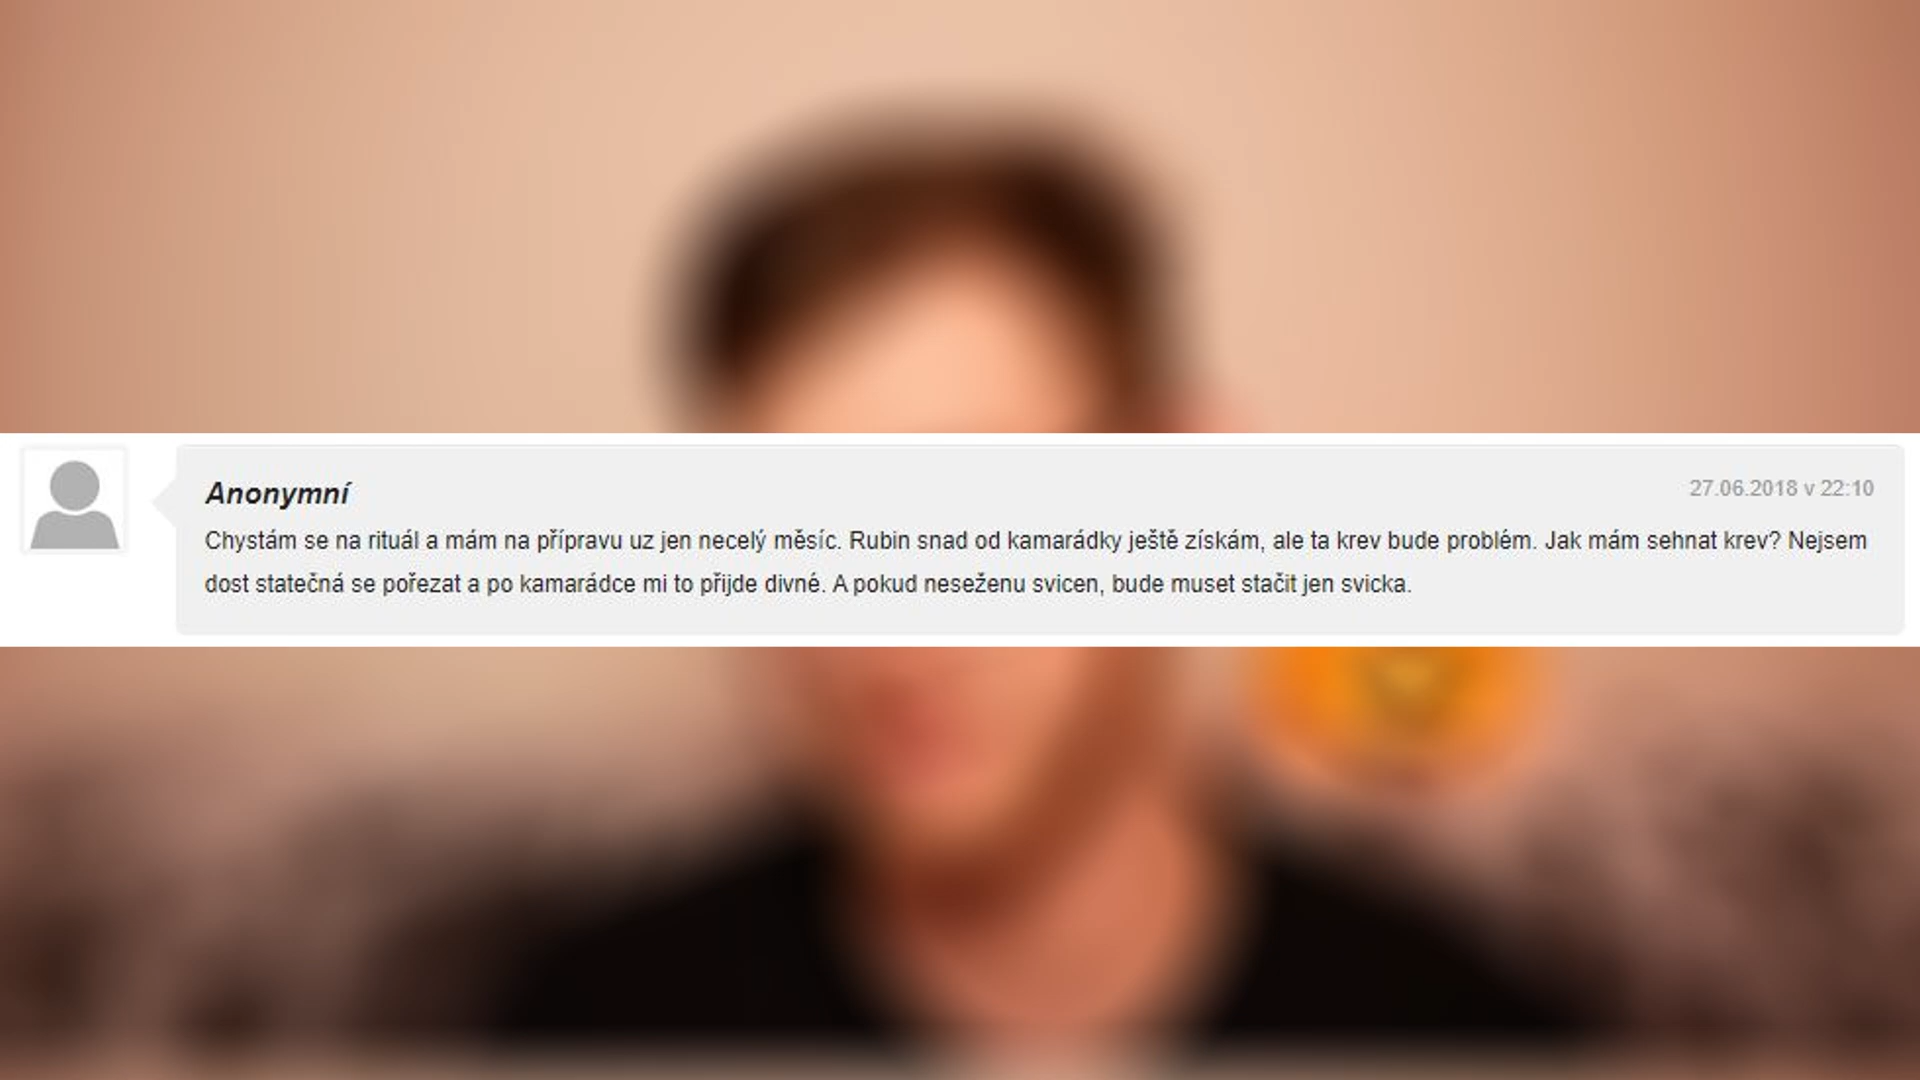 Anonymní
27.06.2018 v 22:10
Chystám se na rituál a mám na přípravu uz jen necelý měsíc. Rubin snad od kamarádky ještě získám, ale ta krev bude problém. Jak mám sehnat krev? Nejsem
dost statečná se pořezat a po kamarádce mi to přijde divné. A pokud neseženu svicen, bude muset stačit jen svicka.